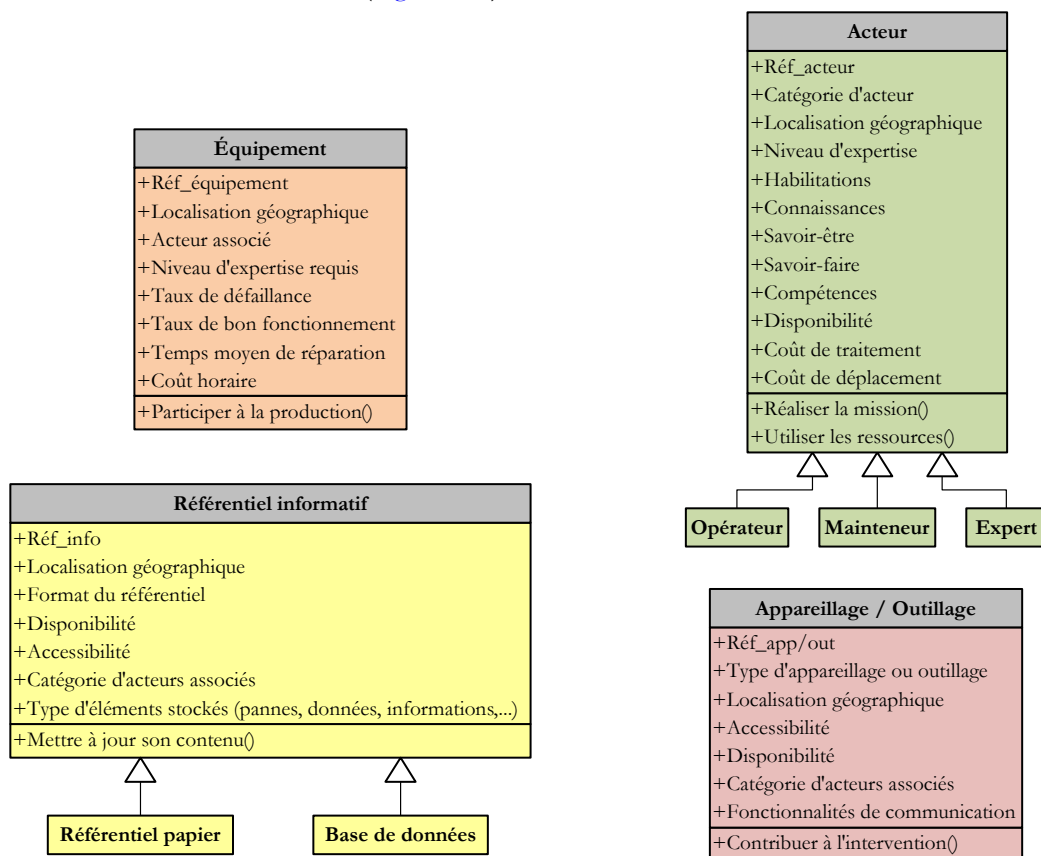 Équipement
+Réf_équipement
+Localisation géographique
+Acteur associé
+Niveau d'expertise requis
+Taux de défaillance
+Taux de bon fonctionnement
+Temps moyen de réparation
+Coût horaire
+Participer à la production()
Acteur
+Réf_acteur
+Catégorie d'acteur
+Localisation géographique
+Niveau d'expertise
+Habilitations
+Connaissances
+Savoir-être
+Savoir-faire
+Compétences
+Disponibilité
+Coût de traitement
+Coût de déplacement
+Réaliser la mission()
+Utiliser les ressources()
Opérateur
Mainteneur
Expert
Référentiel informatif
+Réf_info
+Localisation géographique
+Format du référentiel
+Disponibilité
+Accessibilité
+Catégorie d'acteurs associés
+Type d'éléments stockés (pannes, données, informations,...)
+Mettre à jour son contenu()
Référentiel papier
Base de données
Appareillage / Outillage
+Réf_app/out
+Type d'appareillage ou outillage
+Localisation géographique
+Accessibilité
+Disponibilité
+Catégorie d'acteurs associés
+Fonctionnalités de communication
+Contribuer à l'intervention()